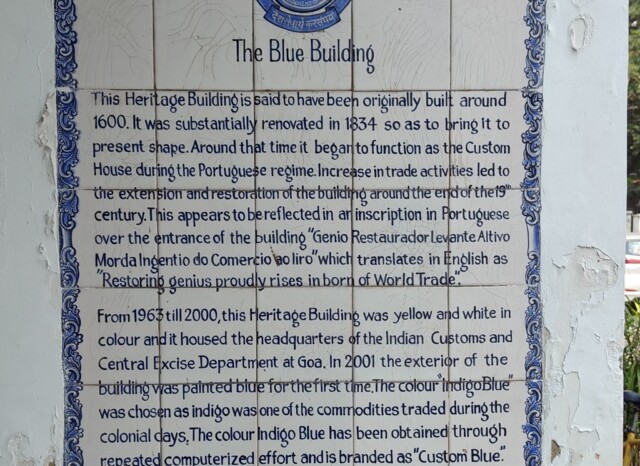 देशसेवार्थ करसंचय
The Blue Building
This Heritage Building is said to have been originally built around
1600. It was substantially renovated in 1834 so as to bring it to
present shape. Around that time it began to function as the Custom
House during the Portuguese regime. Increase in trade activities led to
the extension and restoration of the building around the end of the 19th
century. This appears to be reflected in an inscription in Portuguese
over the entrance of the building "Genio Restaurador Levante Altivo
Morda Ingentio do Comercio ao liro" which translates in English as
"Restoring genius proudly rises in born of World Trade".
From 1963 till 2000, this Heritage Building was yellow and white in
colour and it housed the headquarters of the Indian Customs and
Central Excise Department at Goa. In 2001 the exterior of the
building was painted blue for the first time. The colour "Indigo Blue"
was chosen as indigo was one of the commodities traded during the
colonial days. The colour Indigo Blue has been obtained through
repeated computerized effort and is branded as "Custom Blue".